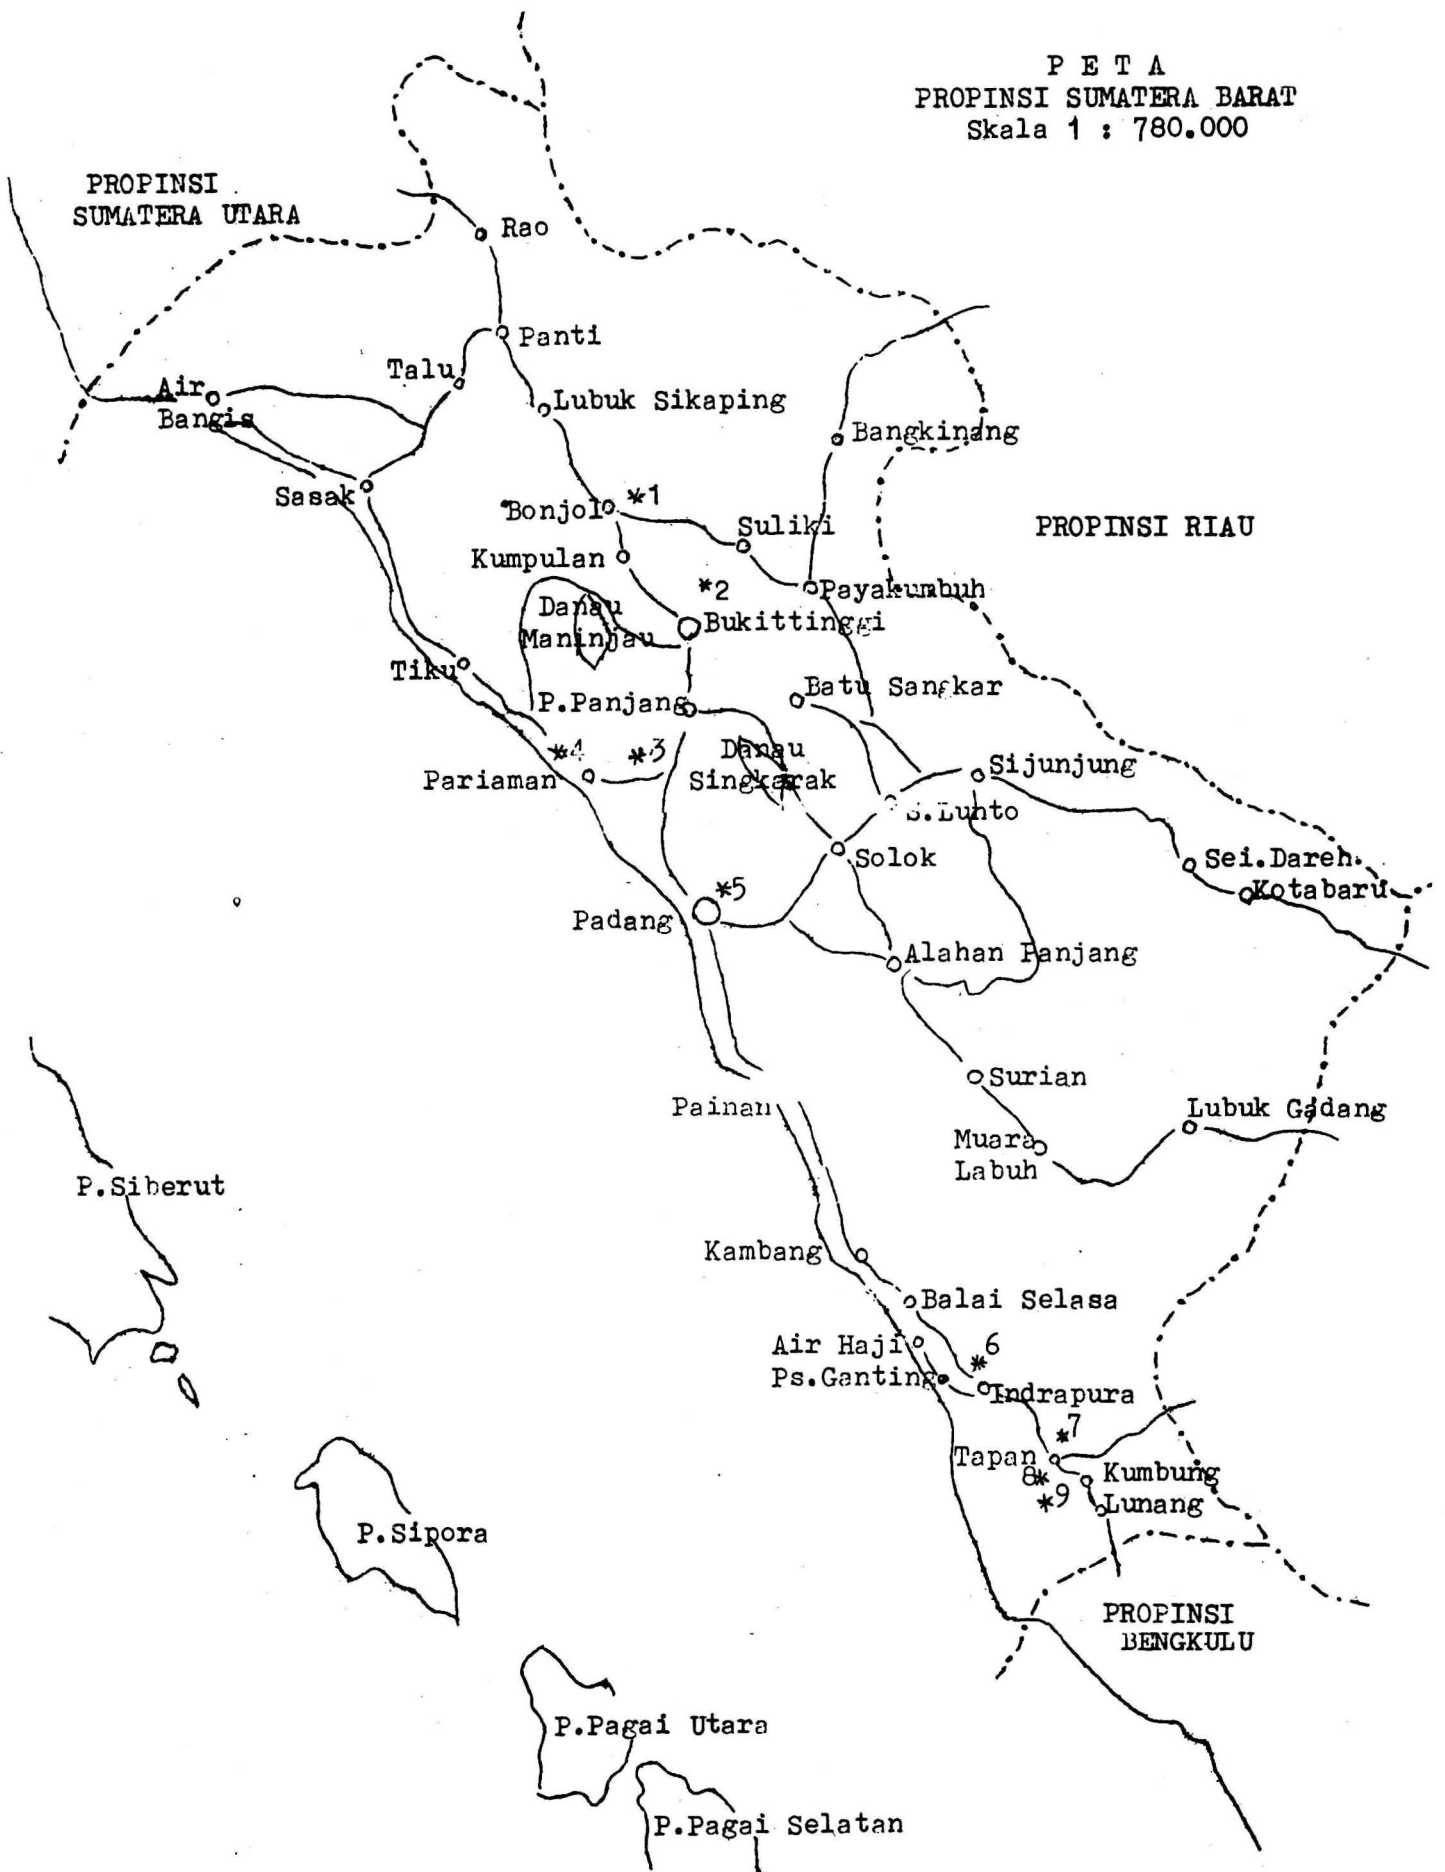 P E T A
PROPINSI SUMATERA BARAT
Skala 1 : 780.000
PROPINSI
SUMATERA UTARA
Rao
Panti
Talu
Air
Bangis
Lubuk Sikaping
Bangkinang
Sasak
Bonjol
*1
Suliki
PROPINSI RIAU
Kumpulan
*2
Payakumbuh
Danau
Maninjau
Bukittinggi
Tiku
Batu Sangkar
P.Panjang
*4
*3
Danau
Singkarak
Pariaman
Sijunjung
S.Lunto
Solok
Sei.Dareh
Kotabaru
*5
Padang
Alahan Panjang
Surian
Painan
Lubuk Gadang
Muara
Labuh
P.Siberut
Kambang
Balai Selasa
Air Haji
*6
Ps.Ganting
Indrapura
*7
Tapan
8*
Kumbung
*9
Lunang
P.Sipora
PROPINSI
BENGKULU
P.Pagai Utara
P.Pagai Selatan